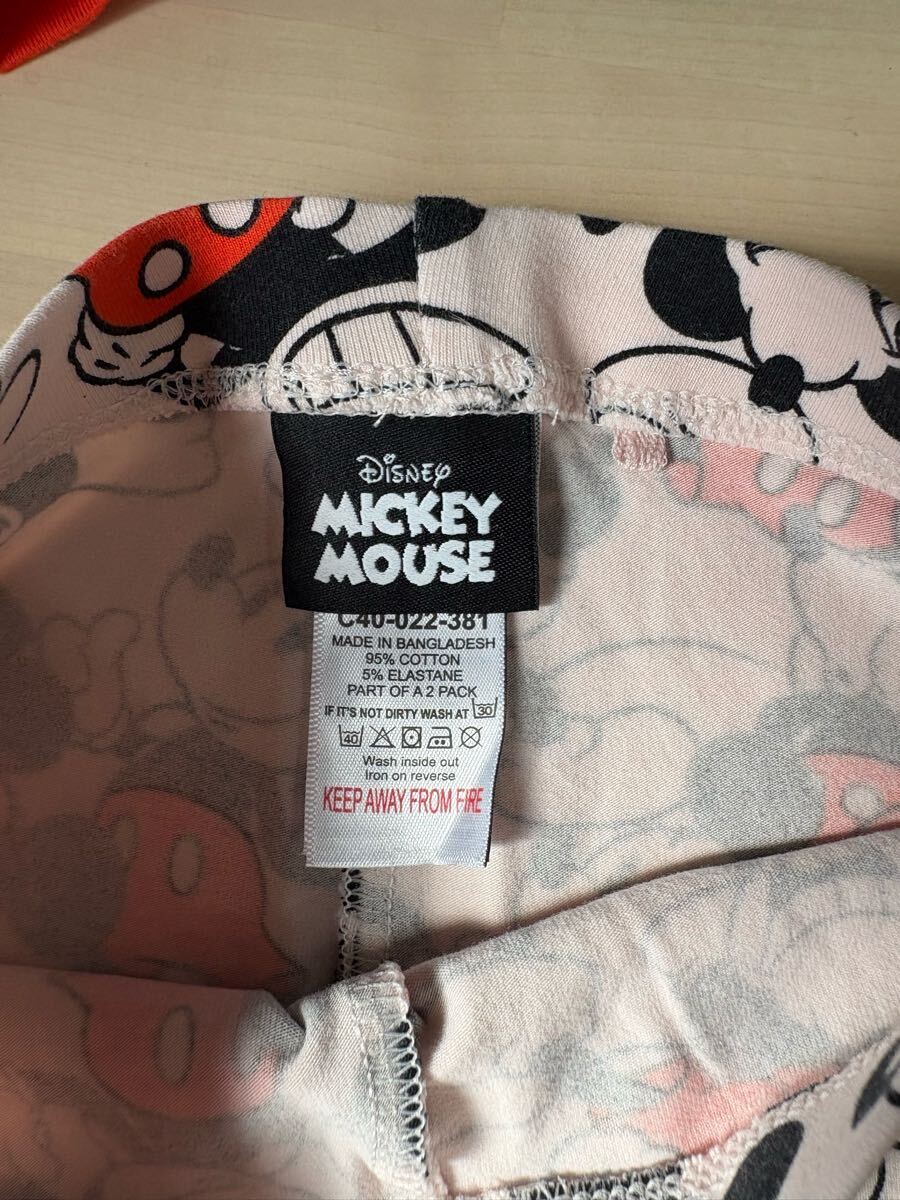 Disney
MICKEY
MOUSE
C40-022-381
MADE IN BANGLADESH
95% COTTON
5% ELASTANE
PART OF A 2 PACK
IF IT'S NOT DIRTY WASH AT 30
40
Wash inside out
Iron on reverse
KEEP AWAY FROM FIRE